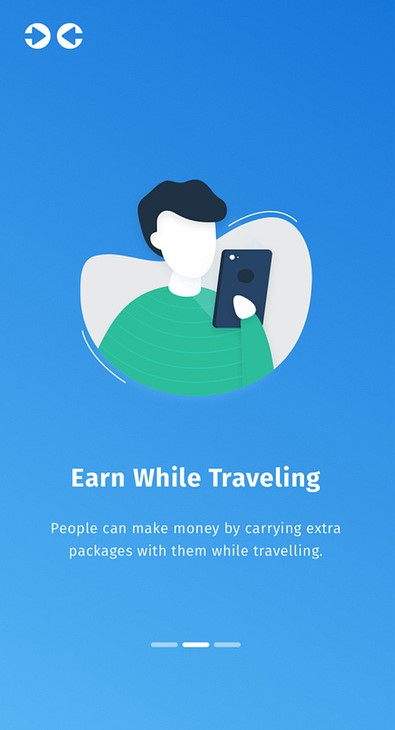 Earn While Traveling
People can make money by carrying extra
packages with them while travelling.